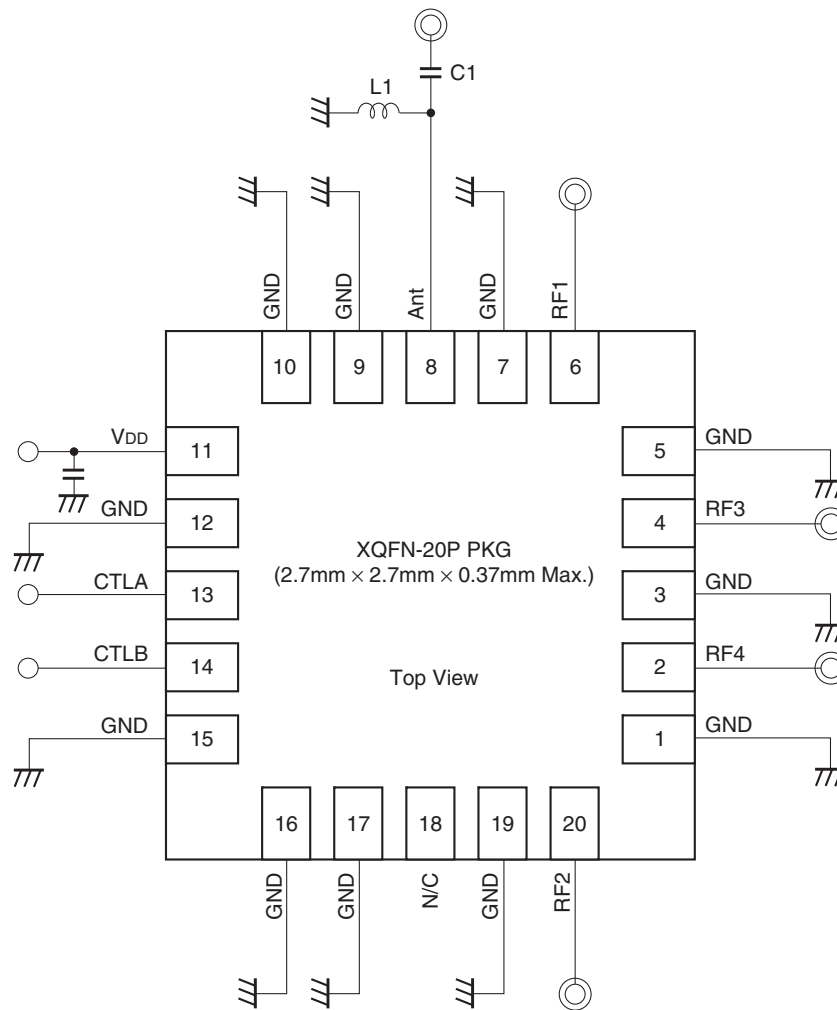 C1
L1
GND
GND
Ant
GND
RF1
10
9
8
7
6
VDD
11
5
GND
GND
12
4
RF3
XQFN-20P PKG
(2.7mm × 2.7mm × 0.37mm Max.)
CTLA
13
3
GND
CTLB
14
2
RF4
Top View
GND
15
1
GND
16
17
18
19
20
GND
GND
N/C
GND
RF2